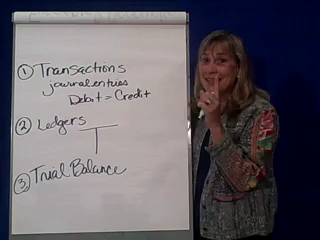 ① Transactions
journal entries
Debit = Credit
② Ledgers
③ Trial Balance